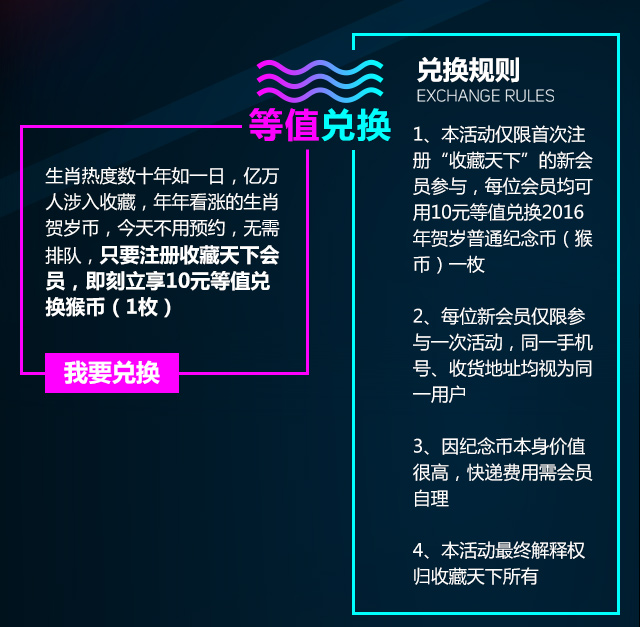 等值兑换
生肖热度数十年如一日，亿万
人涉入收藏，年年看涨的生肖
贺岁币，今天不用预约，无需
排队，只要注册收藏天下会
员，即刻立享10元等值兑
换猴币（1枚）
我要兑换
兑换规则
EXCHANGE RULES
1、本活动仅限首次注
册“收藏天下”的新会
员参与，每位会员均可
用10元等值兑换2016
年贺岁普通纪念币（猴
币）一枚
2、每位新会员仅限参
与一次活动，同一手机
号、收货地址均视为同
一用户
3、因纪念币本身价值
很高，快递费用需会员
自理
4、本活动最终解释权
归收藏天下所有